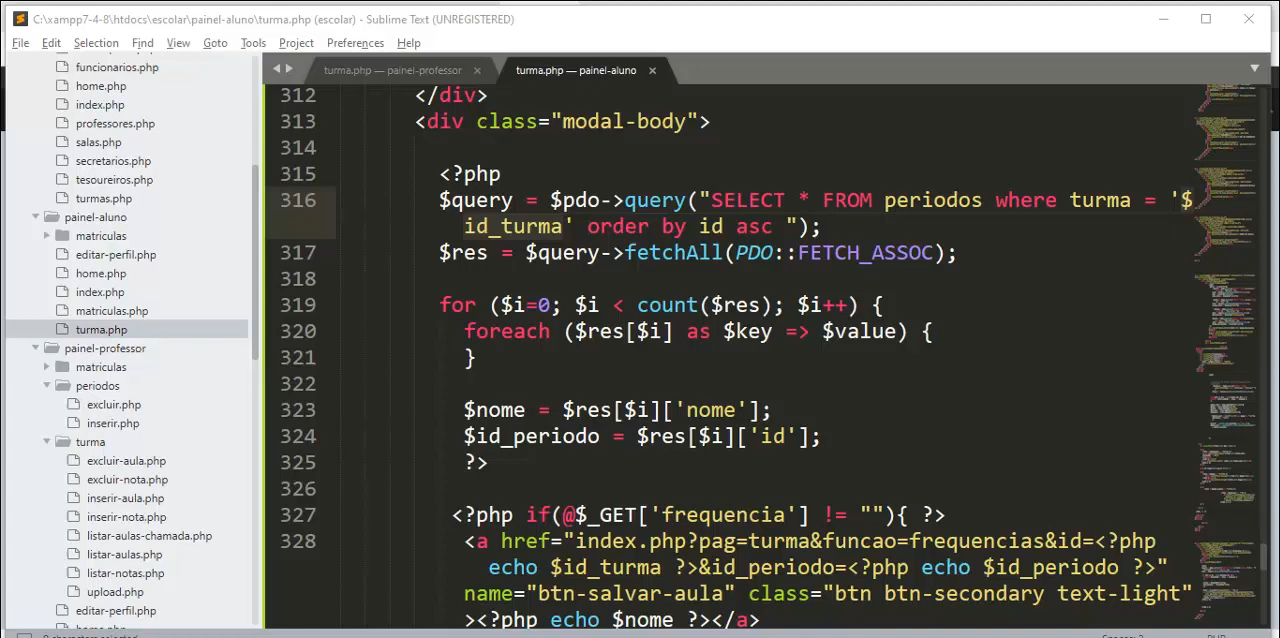 C:\xampp7-4-8\htdocs\escolar\painel-aluno\turma.php (escolar) - Sublime Text (UNREGISTERED)
File Edit Selection Find View Goto Tools Project Preferences Help
funcionarios.php
home.php
index.php
professores.php
salas.php
secretarios.php
tesoureiros.php
turmas.php
painel-aluno
matriculas
editar-perfil.php
home.php
index.php
matriculas.php
turma.php
painel-professor
matriculas
periodos
excluir.php
inserir.php
turma
excluir-aula.php
excluir-nota.php
inserir-aula.php
inserir-nota.php
listar-aulas-chamada.php
listar-aulas.php
listar-notas.php
upload.php
editar-perfil.php
turma.php — painel-professor × turma.php — painel-aluno ×
312 </div>
313 <div class="modal-body">
314
315 <?php
316 $query = $pdo->query("SELECT * FROM periodos where turma = '$
id_turma' order by id asc ");
317 $res = $query->fetchAll(PDO::FETCH_ASSOC);
318
319 for ($i=0; $i < count($res); $i++) {
320 foreach ($res[$i] as $key => $value) {
321 }
322
323 $nome = $res[$i]['nome'];
324 $id_periodo = $res[$i]['id'];
325 ?>
326
327 <?php if(@$_GET['frequencia'] != ""){ ?>
328 <a href="index.php?pag=turma&funcao=frequencias&id=<?php
echo $id_turma ?>&id_periodo=<?php echo $id_periodo ?>"
name="btn-salvar-aula" class="btn btn-secondary text-light"
><?php echo $nome ?></a>